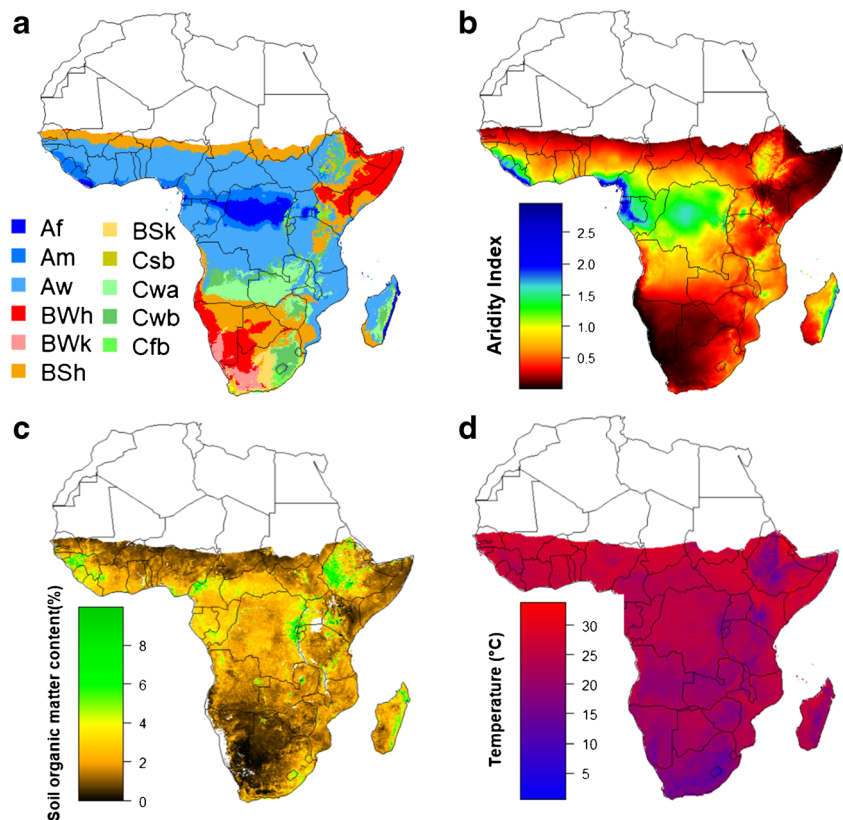 a
Af
Am
Aw
BWh
BWk
BSh
BSk
Csb
Cwa
Cwb
Cfb
b
Aridity Index
2.5
2.0
1.5
1.0
0.5
c
Soil organic matter content(%)
8
6
4
2
0
d
Temperature (°C)
30
25
20
15
10
5